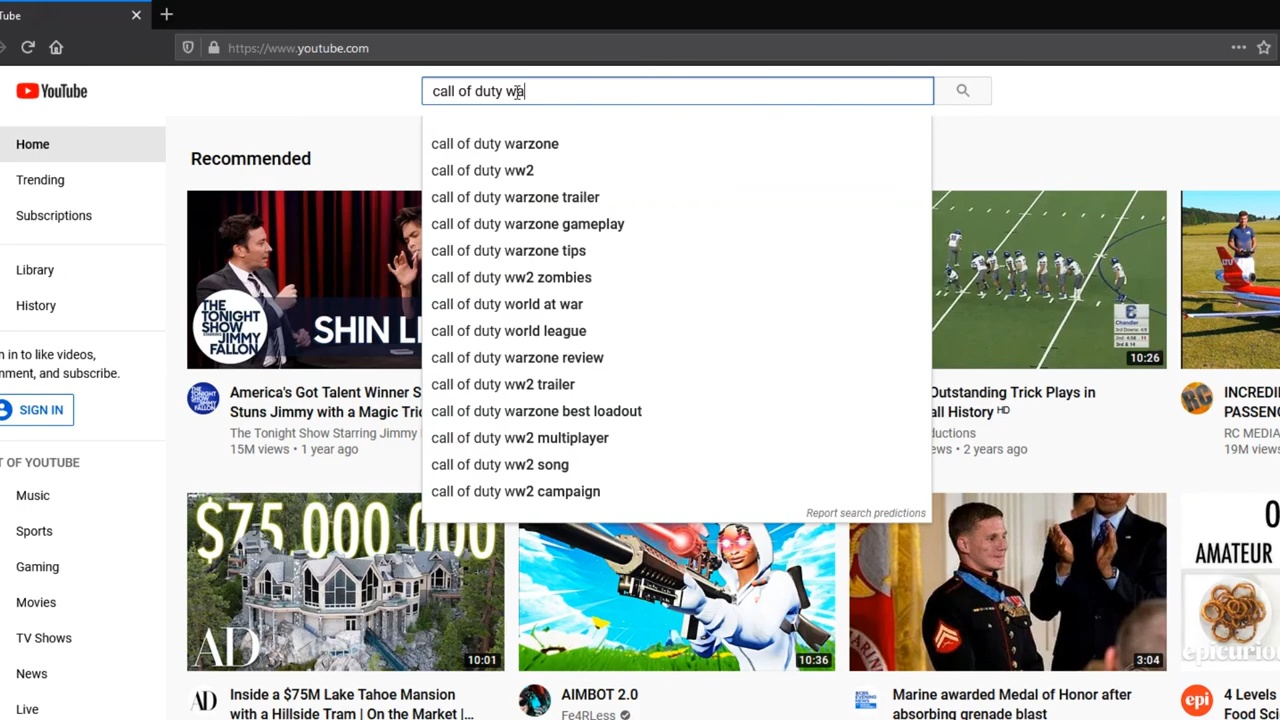 Tube
https://www.youtube.com
YouTube
call of duty wa
call of duty warzone
call of duty ww2
call of duty warzone trailer
call of duty warzone gameplay
call of duty warzone tips
call of duty ww2 zombies
call of duty world at war
call of duty world league
call of duty warzone review
call of duty ww2 trailer
call of duty warzone best loadout
call of duty ww2 multiplayer
call of duty ww2 song
call of duty ww2 campaign
Report search predictions
Home
Trending
Subscriptions
Library
History
n in to like videos,
mment, and subscribe.
SIGN IN
T OF YOUTUBE
Music
Sports
Gaming
Movies
TV Shows
News
Live
Recommended
THE
TONIGHT
SHOW
STARRING
JIMMY
FALLON
SHIN LI
America's Got Talent Winner S
Stuns Jimmy with a Magic Tric
The Tonight Show Starring Jimmy
15M views • 1 year ago
Chandler
10:26
Outstanding Trick Plays in
all History HD
ductions
ews • 2 years ago
RC
INCREDI
PASSENG
RC MEDIA
19M views
$75,000,000
AD
10:01
AD
Inside a $75M Lake Tahoe Mansion
with a Hillside Tram | On the Market |...
10:36
AIMBOT 2.0
Fe4RLess
3:04
Marine awarded Medal of Honor after
absorbing grenade blast
AMATEUR
epicurio
epi
4 Levels
Food Sci